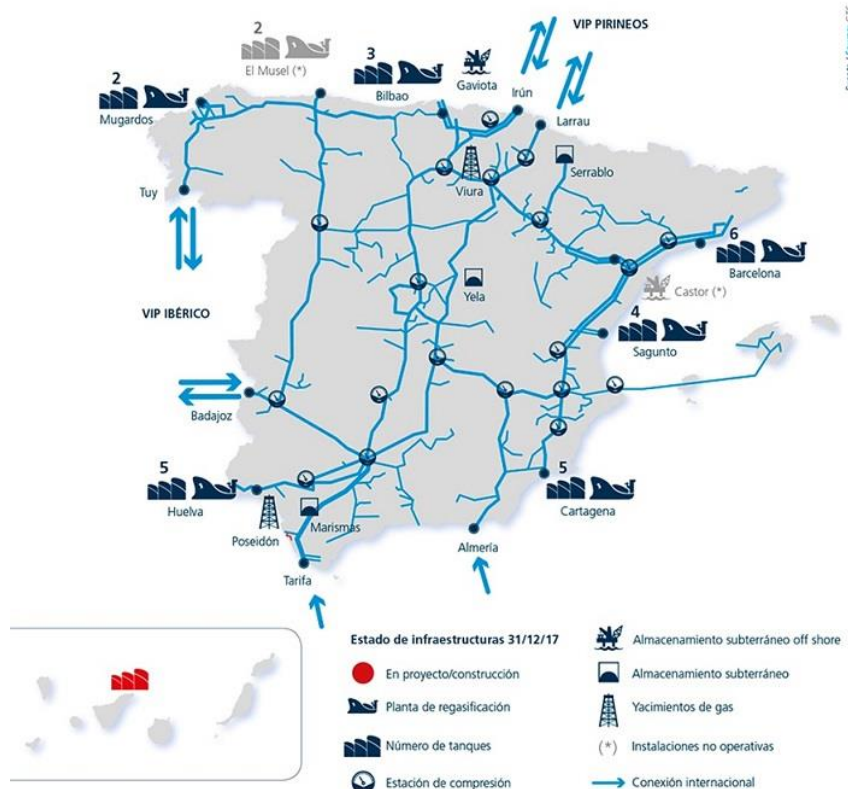 VIP PIRINEOS
2
El Musel (*)
3
Bilbao
Gaviota
Irún
Larrau
2
Mugardos
Tuy
Viura
Serrablo
6
Barcelona
Castor (*)
Yela
4
Sagunto
VIP IBÉRICO
Badajoz
5
Huelva
Poseidón
Marismas
Tarifa
Almería
5
Cartagena
Estado de infraestructuras 31/12/17
En proyecto/construcción
Planta de regasificación
Número de tanques
Estación de compresión
Almacenamiento subterráneo off shore
Almacenamiento subterráneo
Yacimientos de gas
(*) Instalaciones no operativas
Conexión internacional